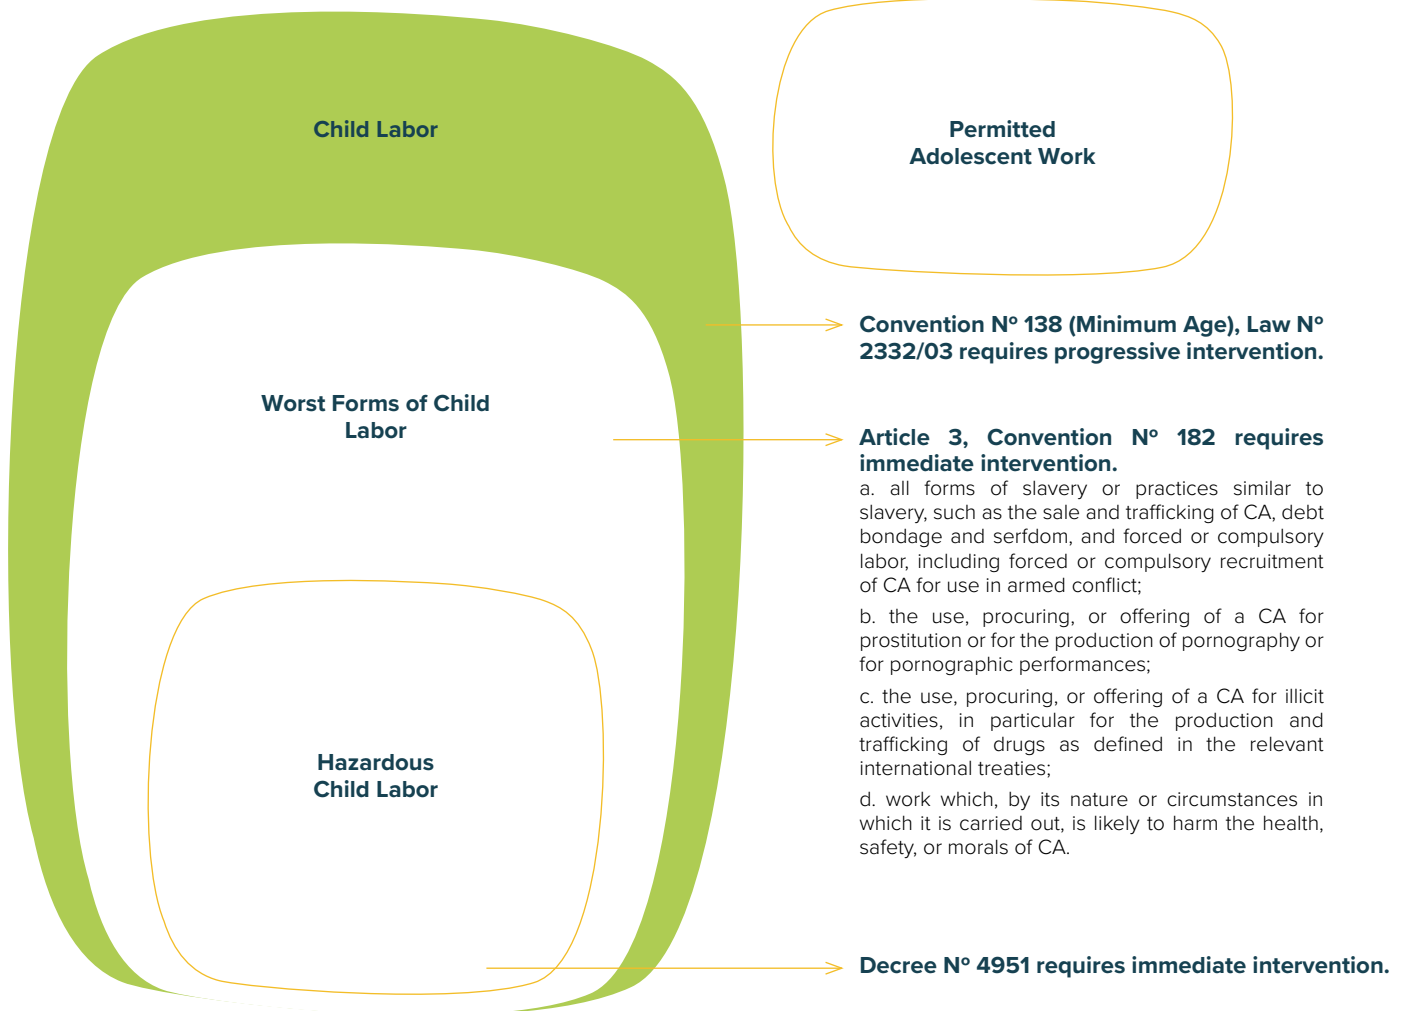 Child Labor
Permitted
Adolescent Work
Convention Nº 138 (Minimum Age), Law Nº
2332/03 requires progressive intervention.
Worst Forms of Child
Labor
Article 3, Convention Nº 182 requires
immediate intervention.
a. all forms of slavery or practices similar to
slavery, such as the sale and trafficking of CA, debt
bondage and serfdom, and forced or compulsory
labor, including forced or compulsory recruitment
of CA for use in armed conflict;
b. the use, procuring, or offering of a CA for
prostitution or for the production of pornography or
for pornographic performances;
c. the use, procuring, or offering of a CA for illicit
activities, in particular for the production and
trafficking of drugs as defined in the relevant
international treaties;
d. work which, by its nature or circumstances in
which it is carried out, is likely to harm the health,
safety, or morals of CA.
Hazardous
Child Labor
Decree Nº 4951 requires immediate intervention.